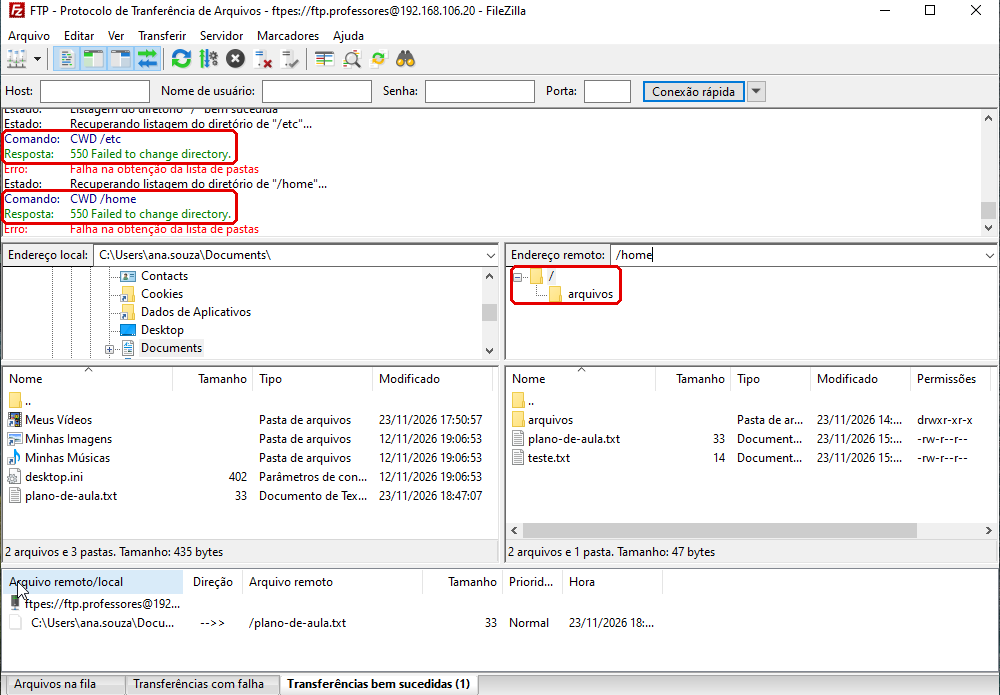 FTP - Protocolo de Tranferência de Arquivos - ftpes://ftp.professores@192.168.106.20 - FileZilla
Arquivo Editar Ver Transferir Servidor Marcadores Ajuda
Host: Nome de usuário: Senha: Porta: Conexão rápida
Estado: Listagem do diretório "/" bem sucedida
Estado: Recuperando listagem do diretório de "/etc"...
Comando: CWD /etc
Resposta: 550 Failed to change directory.
Erro: Falha na obtenção da lista de pastas
Estado: Recuperando listagem do diretório de "/home"...
Comando: CWD /home
Resposta: 550 Failed to change directory.
Erro: Falha na obtenção da lista de pastas
Endereço local: C:\Users\ana.souza\Documents\
Contacts
Cookies
Dados de Aplicativos
Desktop
Documents
Endereço remoto: /home
/
arquivos
Nome Tamanho Tipo Modificado
..
Meus Vídeos Pasta de arquivos 23/11/2026 17:50:57
Minhas Imagens Pasta de arquivos 12/11/2026 19:06:53
Minhas Músicas Pasta de arquivos 12/11/2026 19:06:53
desktop.ini 402 Parâmetros de con... 12/11/2026 19:06:53
plano-de-aula.txt 33 Documento de Tex... 23/11/2026 18:47:07
2 arquivos e 3 pastas. Tamanho: 435 bytes
Nome Tamanho Tipo Modificado Permissões
..
arquivos Pasta de ar... 23/11/2026 14:... drwxr-xr-x
plano-de-aula.txt 33 Document... 23/11/2026 15:... -rw-r--r--
teste.txt 14 Document... 23/11/2026 15:... -rw-r--r--
2 arquivos e 1 pasta. Tamanho: 47 bytes
Arquivo remoto/local Direção Arquivo remoto Tamanho Priorid... Hora
ftpes://ftp.professores@192...
C:\Users\ana.souza\Docu... -->> /plano-de-aula.txt 33 Normal 23/11/2026 18:...
Arquivos na fila Transferências com falha Transferências bem sucedidas (1)